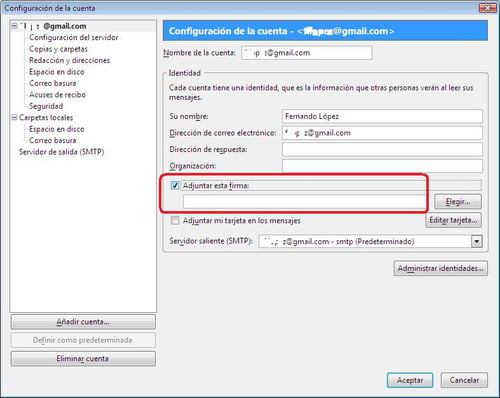 Configuración de la cuenta
@gmail.com
Configuración del servidor
Copias y carpetas
Redacción y direcciones
Espacio en disco
Correo basura
Acuses de recibo
Seguridad
Carpetas locales
Espacio en disco
Correo basura
Servidor de salida (SMTP)
Añadir cuenta...
Definir como predeterminada
Eliminar cuenta
Configuración de la cuenta - < @gmail.com>
Nombre de la cuenta: z@gmail.com
Identidad
Cada cuenta tiene una identidad, que es la información que otras personas verán al leer sus
mensajes.
Su nombre: Fernando López
Dirección de correo electrónico: z@gmail.com
Dirección de respuesta:
Organización:
Adjuntar esta firma:
Elegir...
Adjuntar mi tarjeta en los mensajes
Editar tarjeta...
Servidor saliente (SMTP): z@gmail.com - smtp (Predeterminado)
Administrar identidades...
Aceptar
Cancelar